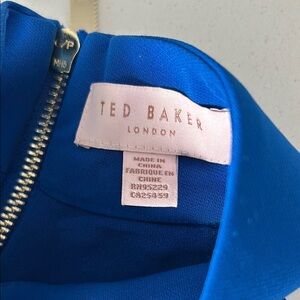 TED BAKER
LONDON
MADE IN
CHINA
FABRIQUE EN
CHINE
RN95229
CA25459